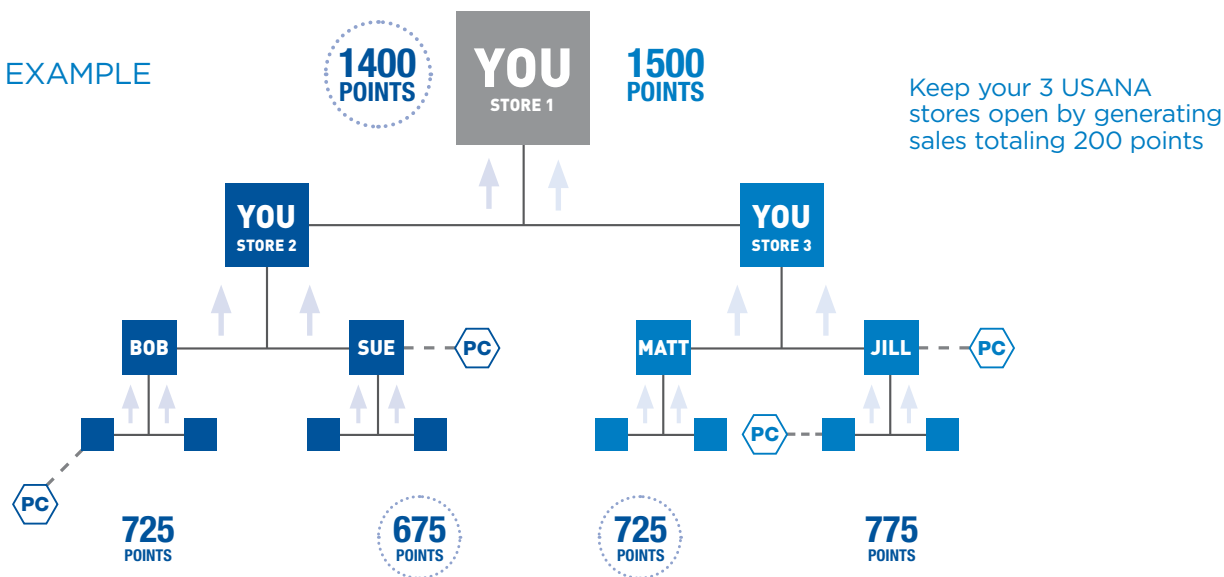 EXAMPLE
1400
POINTS
YOU
STORE 1
1500
POINTS
Keep your 3 USANA
stores open by generating
sales totaling 200 points
YOU
STORE 2
YOU
STORE 3
BOB
SUE
PC
MATT
JILL
PC
PC
PC
725
POINTS
675
POINTS
725
POINTS
775
POINTS